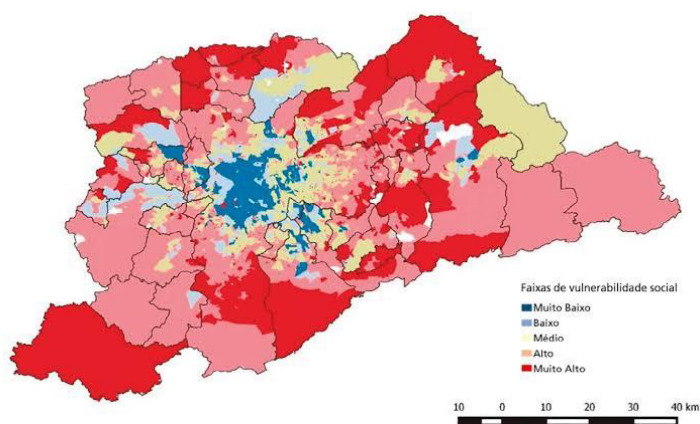 Faixas de vulnerabilidade social
Muito Baixo
Baixo
Médio
Alto
Muito Alto
10 0 10 20 30 40 km